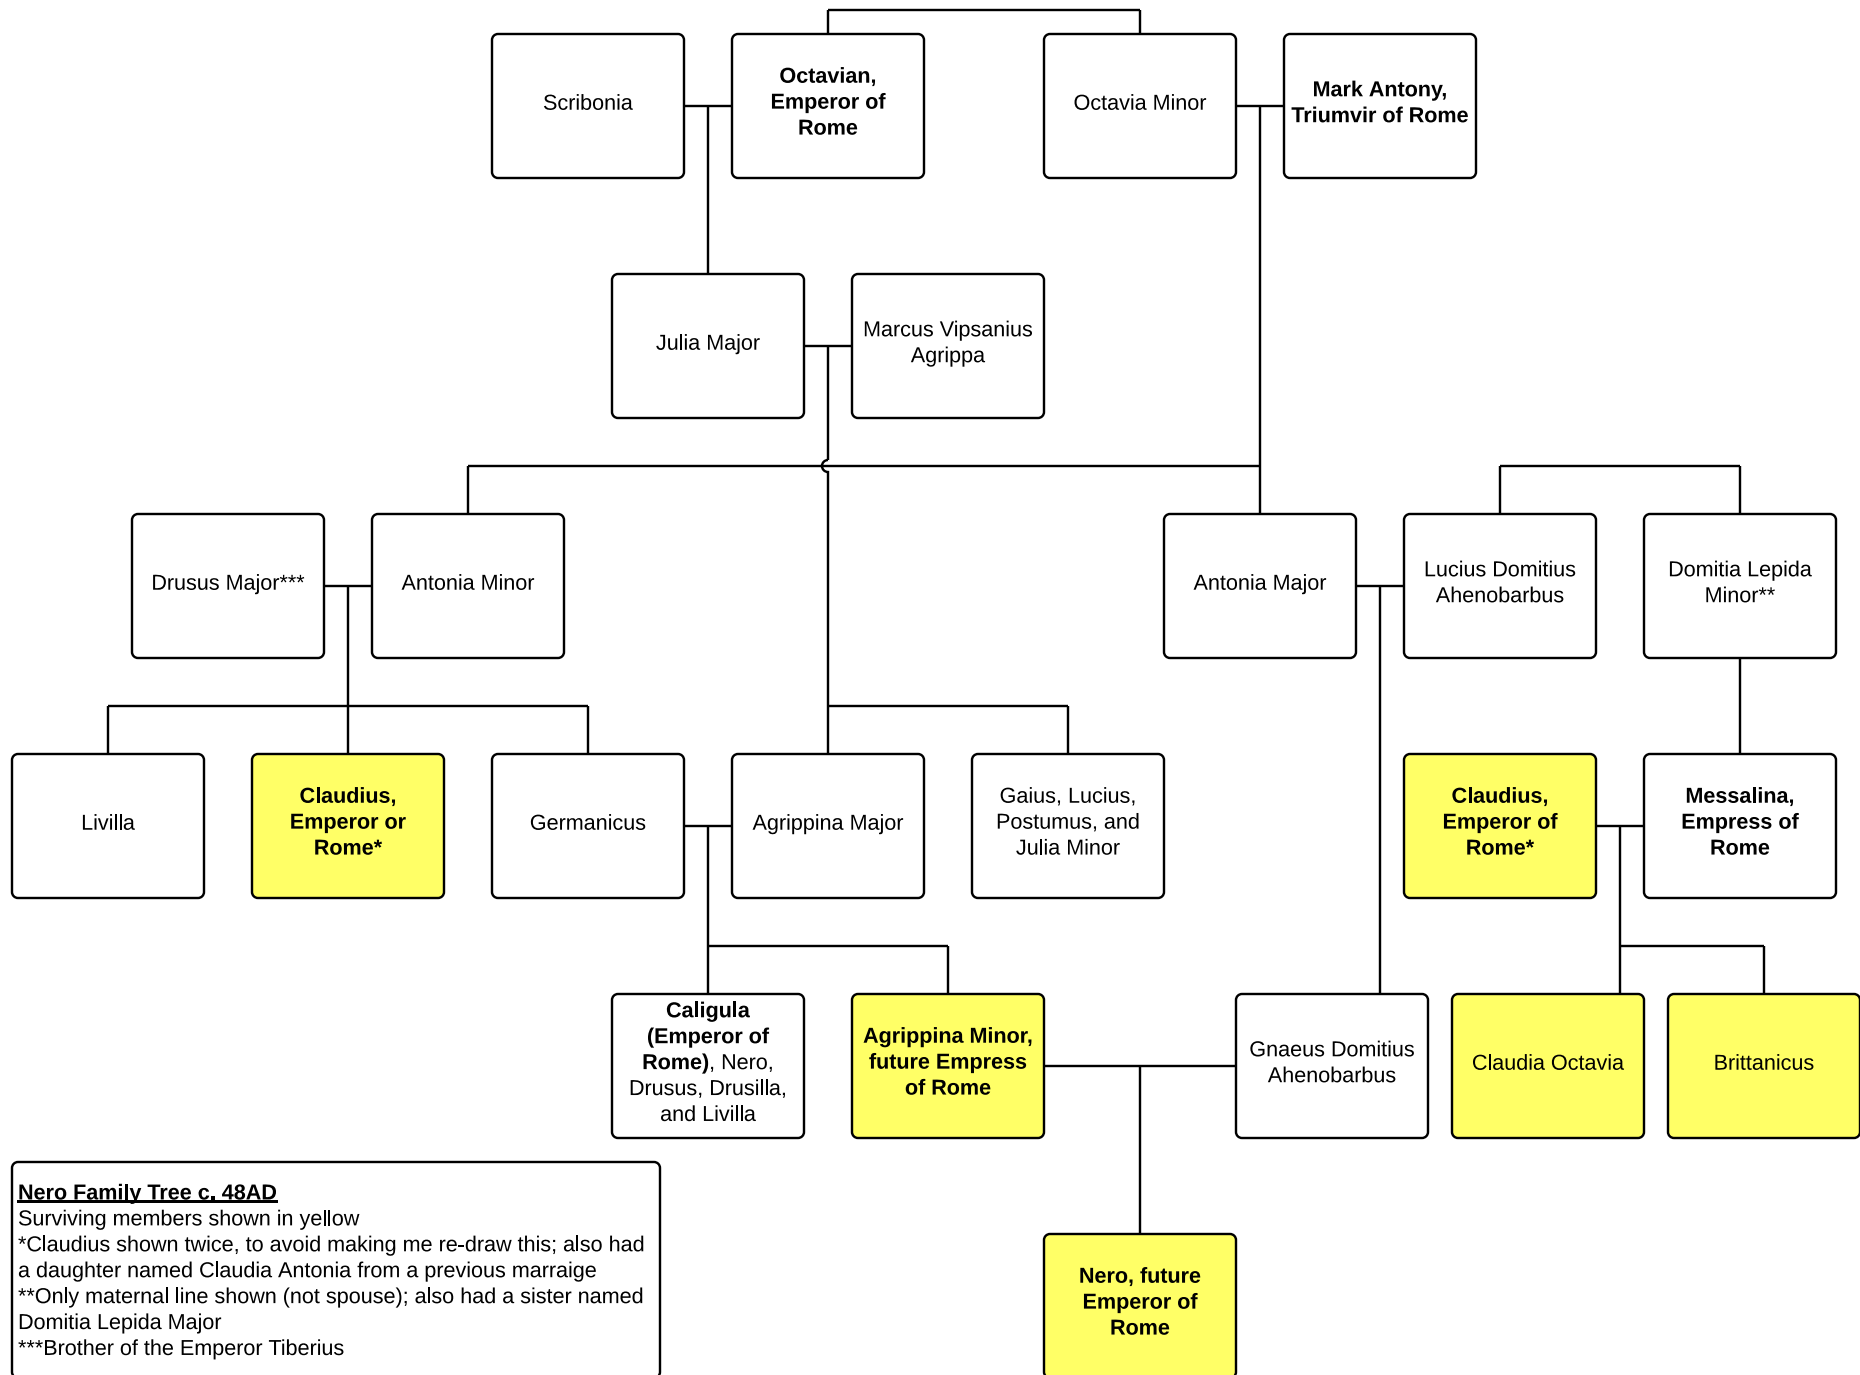 Scribonia
Octavian,
Emperor of
Rome
Octavia Minor
Mark Antony,
Triumvir of Rome
Julia Major
Marcus Vipsanius
Agrippa
Drusus Major***
Antonia Minor
Antonia Major
Lucius Domitius
Ahenobarbus
Domitia Lepida
Minor**
Livilla
Claudius,
Emperor or
Rome*
Germanicus
Agrippina Major
Gaius, Lucius,
Postumus, and
Julia Minor
Claudius,
Emperor of
Rome*
Messalina,
Empress of
Rome
Caligula
(Emperor of
Rome), Nero,
Drusus, Drusilla,
and Livilla
Agrippina Minor,
future Empress
of Rome
Gnaeus Domitius
Ahenobarbus
Claudia Octavia
Brittanicus
Nero Family Tree c. 48AD
Surviving members shown in yellow
*Claudius shown twice, to avoid making me re-draw this; also had
a daughter named Claudia Antonia from a previous marraige
**Only maternal line shown (not spouse); also had a sister named
Domitia Lepida Major
***Brother of the Emperor Tiberius
Nero, future
Emperor of
Rome